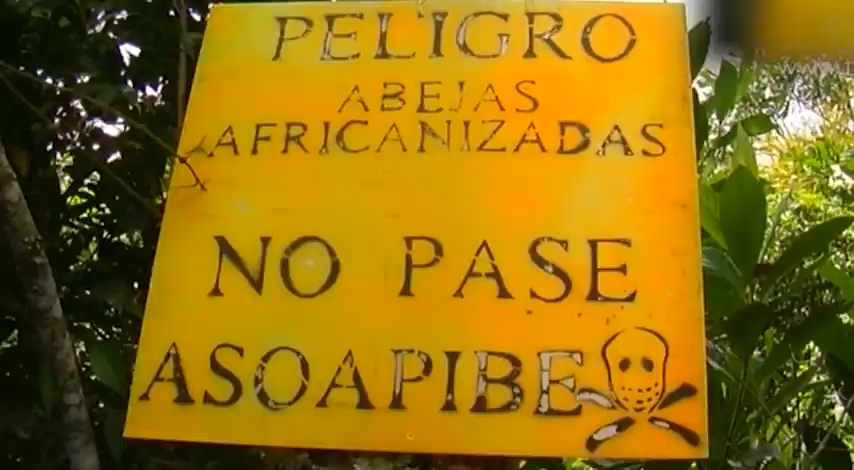 PELIGRO
ABEJAS
AFRICANIZADAS
NO PASE
ASOAPIBE